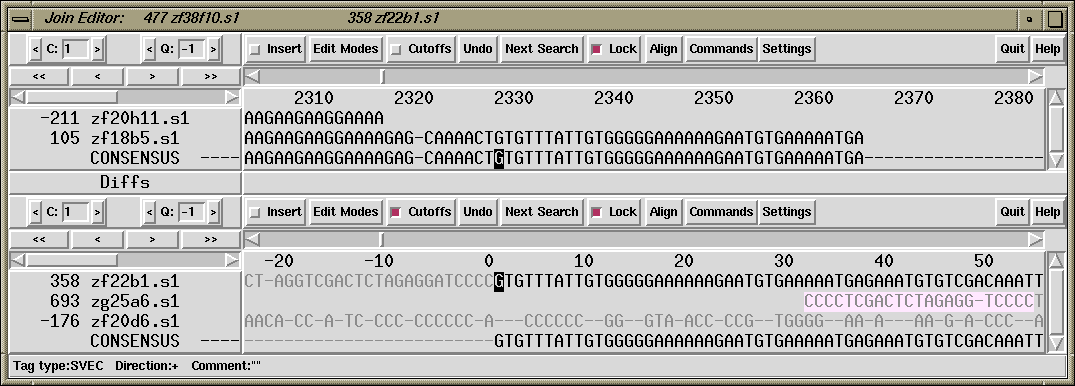 Join Editor: 477 zf38f10.s1 358 zf22b1.s1
< C: 1 > < Q: -1 > Insert Edit Modes Cutoffs Undo Next Search Lock Align Commands Settings Quit Help
<< < > >>
2310 2320 2330 2340 2350 2360 2370 2380
-211 zf20h11.s1 AAGAAGAAGGAAAA
105 zf18b5.s1 AAGAAGAAGGAAAAGAG-CAAAACTGTGTTTATTGTGGGGGAAAAAAGAATGTGAAAAATGA
CONSENSUS ---- AAGAAGAAGGAAAAGAG-CAAAACTGTGTTTATTGTGGGGGAAAAAAGAATGTGAAAAATGA------------------
Diffs
< C: 1 > < Q: -1 > Insert Edit Modes Cutoffs Undo Next Search Lock Align Commands Settings Quit Help
<< < > >>
-20 -10 0 10 20 30 40 50
358 zf22b1.s1 CT-AGGTCGACTCTAGAGGATCCCCGTGTTTATTGTGGGGGAAAAAAGAATGTGAAAAATGAGAAATGTGTCGACAAATT
693 zg25a6.s1 CCCCTCGACTCTAGAGG-TCCCCT
-176 zf20d6.s1 AACA-CC-A-TC-CCC-CCCCCC-A---CCCCCC--GG--GTA-ACC-CCG--TGGGG--AA-A---AA-G-A-CCC--A
CONSENSUS ---- -------------------------GTGTTTATTGTGGGGGAAAAAAGAATGTGAAAAATGAGAAATGTGTCGACAAATT
Tag type:SVEC Direction:+ Comment:""